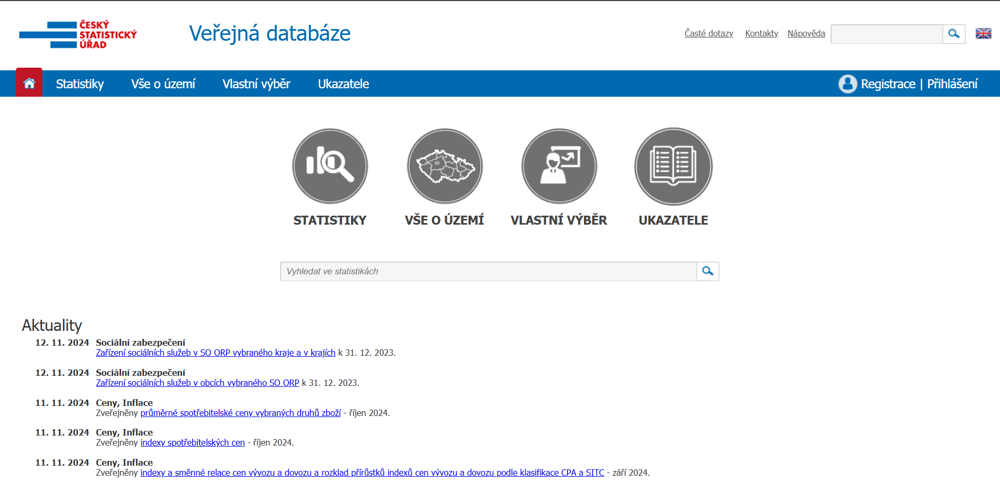 ČESKÝ
STATISTICKÝ
ÚŘAD
Veřejná databáze
Časté dotazy Kontakty Nápověda
Statistiky Vše o území Vlastní výběr Ukazatele Registrace | Přihlášení
STATISTIKY VŠE O ÚZEMÍ VLASTNÍ VÝBĚR UKAZATELE
Vyhledat ve statistikách
Aktuality
12. 11. 2024 Sociální zabezpečení
Zařízení sociálních služeb v SO ORP vybraného kraje a v krajích k 31. 12. 2023.
12. 11. 2024 Sociální zabezpečení
Zařízení sociálních služeb v obcích vybraného SO ORP k 31. 12. 2023.
11. 11. 2024 Ceny, Inflace
Zveřejněny průměrné spotřebitelské ceny vybraných druhů zboží - říjen 2024.
11. 11. 2024 Ceny, Inflace
Zveřejněny indexy spotřebitelských cen - říjen 2024.
11. 11. 2024 Ceny, Inflace
Zveřejněny indexy a směnné relace cen vývozu a dovozu a rozklad přírůstků indexů cen vývozu a dovozu podle klasifikace CPA a SITC - září 2024.